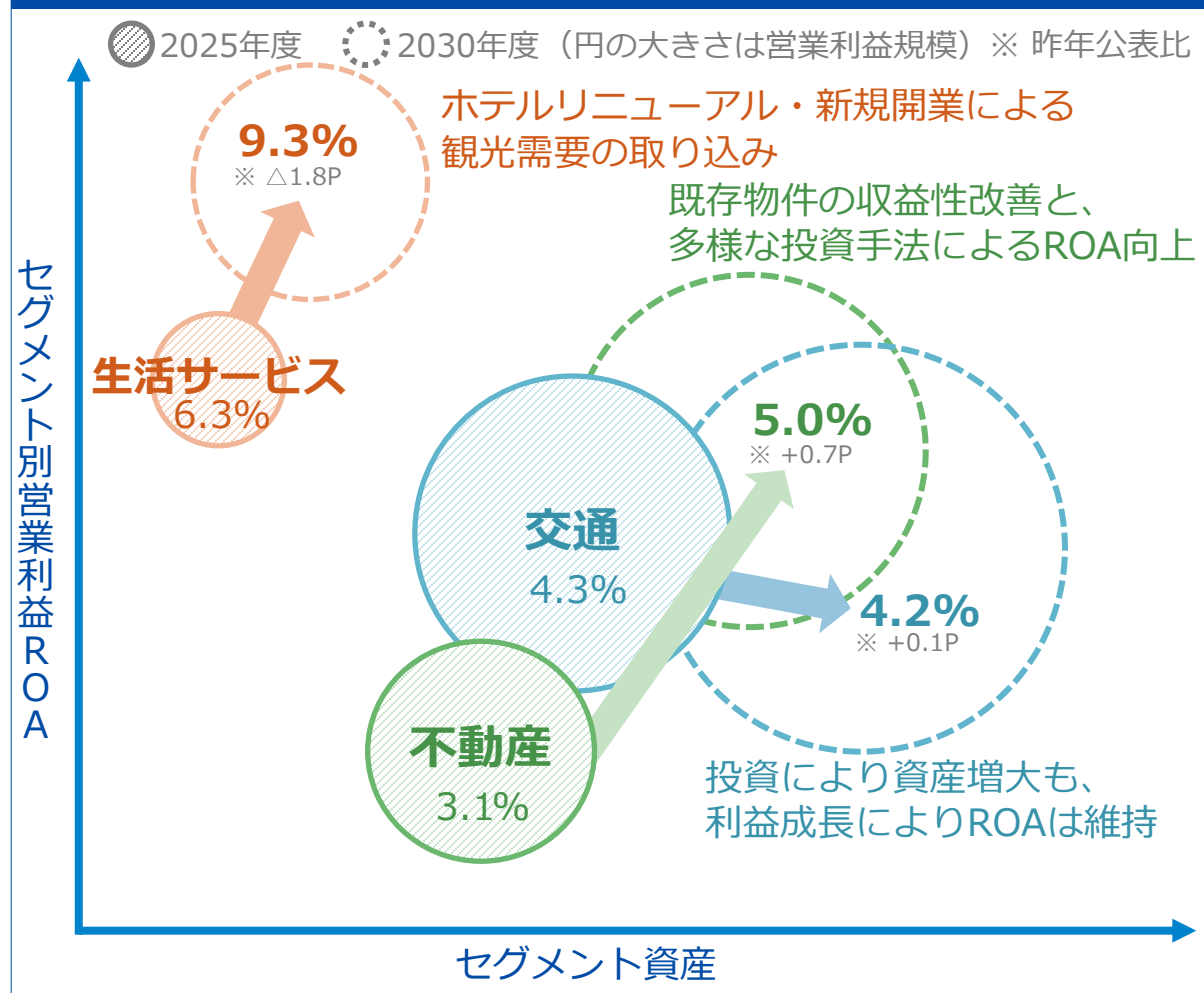 2025年度 2030年度（円の大きさは営業利益規模）※ 昨年公表比
ホテルリニューアル・新規開業による
観光需要の取り込み
9.3%
※ △1.8P
既存物件の収益性改善と、
多様な投資手法によるROA向上
生活サービス
6.3%
5.0%
※ +0.7P
交通
4.3%
4.2%
※ +0.1P
不動産
3.1%
投資により資産増大も、
利益成長によりROAは維持
セグメント別営業利益ROA
セグメント資産